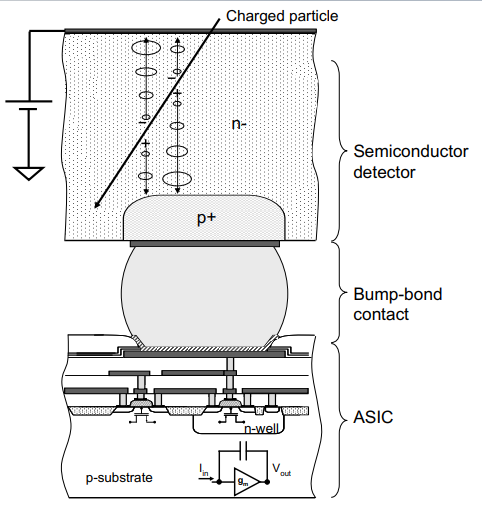 Charged particle
n-
Semiconductor
detector
p+
Bump-bond
contact
ASIC
n-well
p-substrate
I_in
g_m
V_out